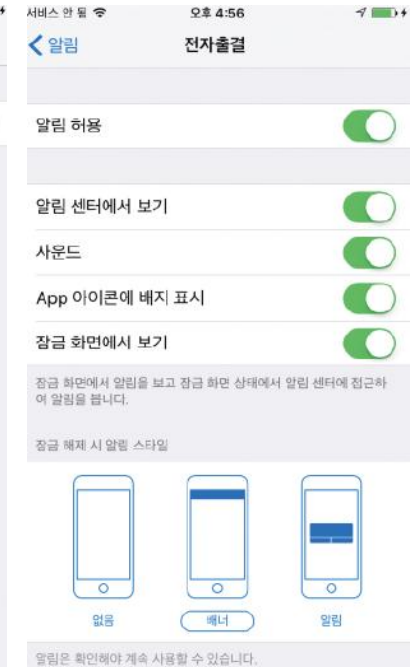 서비스 안 됨 오후 4:56
알림 전자출결
알림 허용
알림 센터에서 보기
사운드
App 아이콘에 배지 표시
잠금 화면에서 보기
잠금 화면에서 알림을 보고 잠금 화면 상태에서 알림 센터에 접근하
여 알림을 봅니다.
잠금 해제 시 알림 스타일
없음 배너 알림
알림은 확인해야 계속 사용할 수 있습니다.